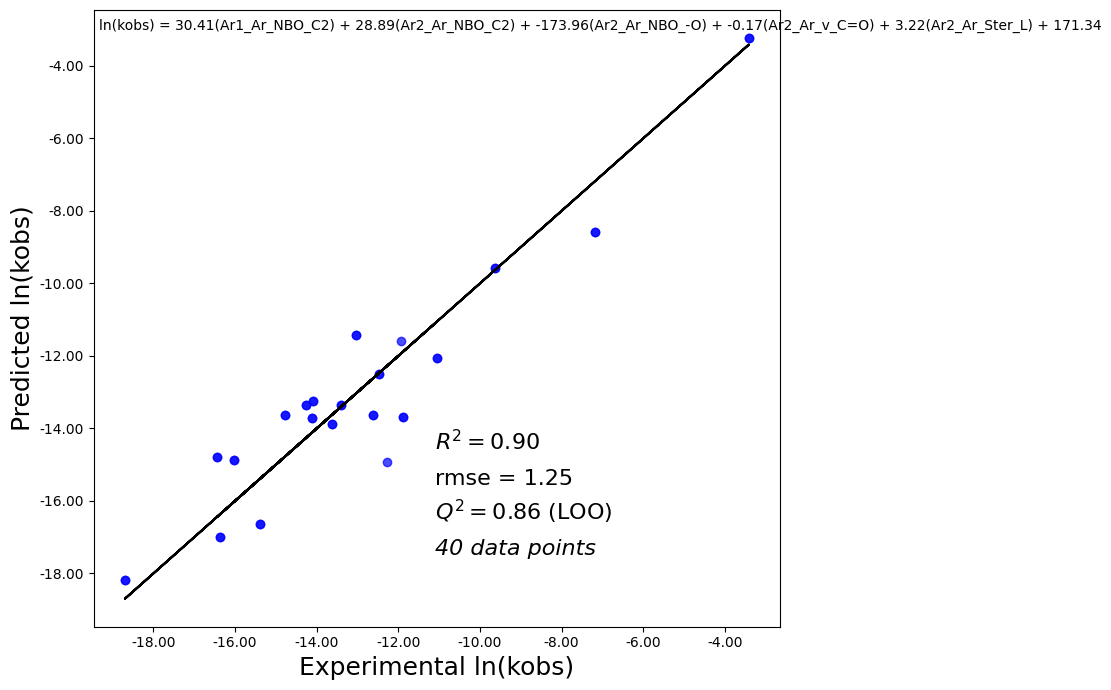 ln(kobs) = 30.41(Ar1_Ar_NBO_C2) + 28.89(Ar2_Ar_NBO_C2) + -173.96(Ar2_Ar_NBO_-O) + -0.17(Ar2_Ar_v_C=O) + 3.22(Ar2_Ar_Ster_L) + 171.34
-4.00
-6.00
-8.00
-10.00
-12.00
-14.00
-16.00
-18.00
Predicted ln(kobs)
R² = 0.90
rmse = 1.25
Q² = 0.86 (LOO)
40 data points
-18.00 -16.00 -14.00 -12.00 -10.00 -8.00 -6.00 -4.00
Experimental ln(kobs)